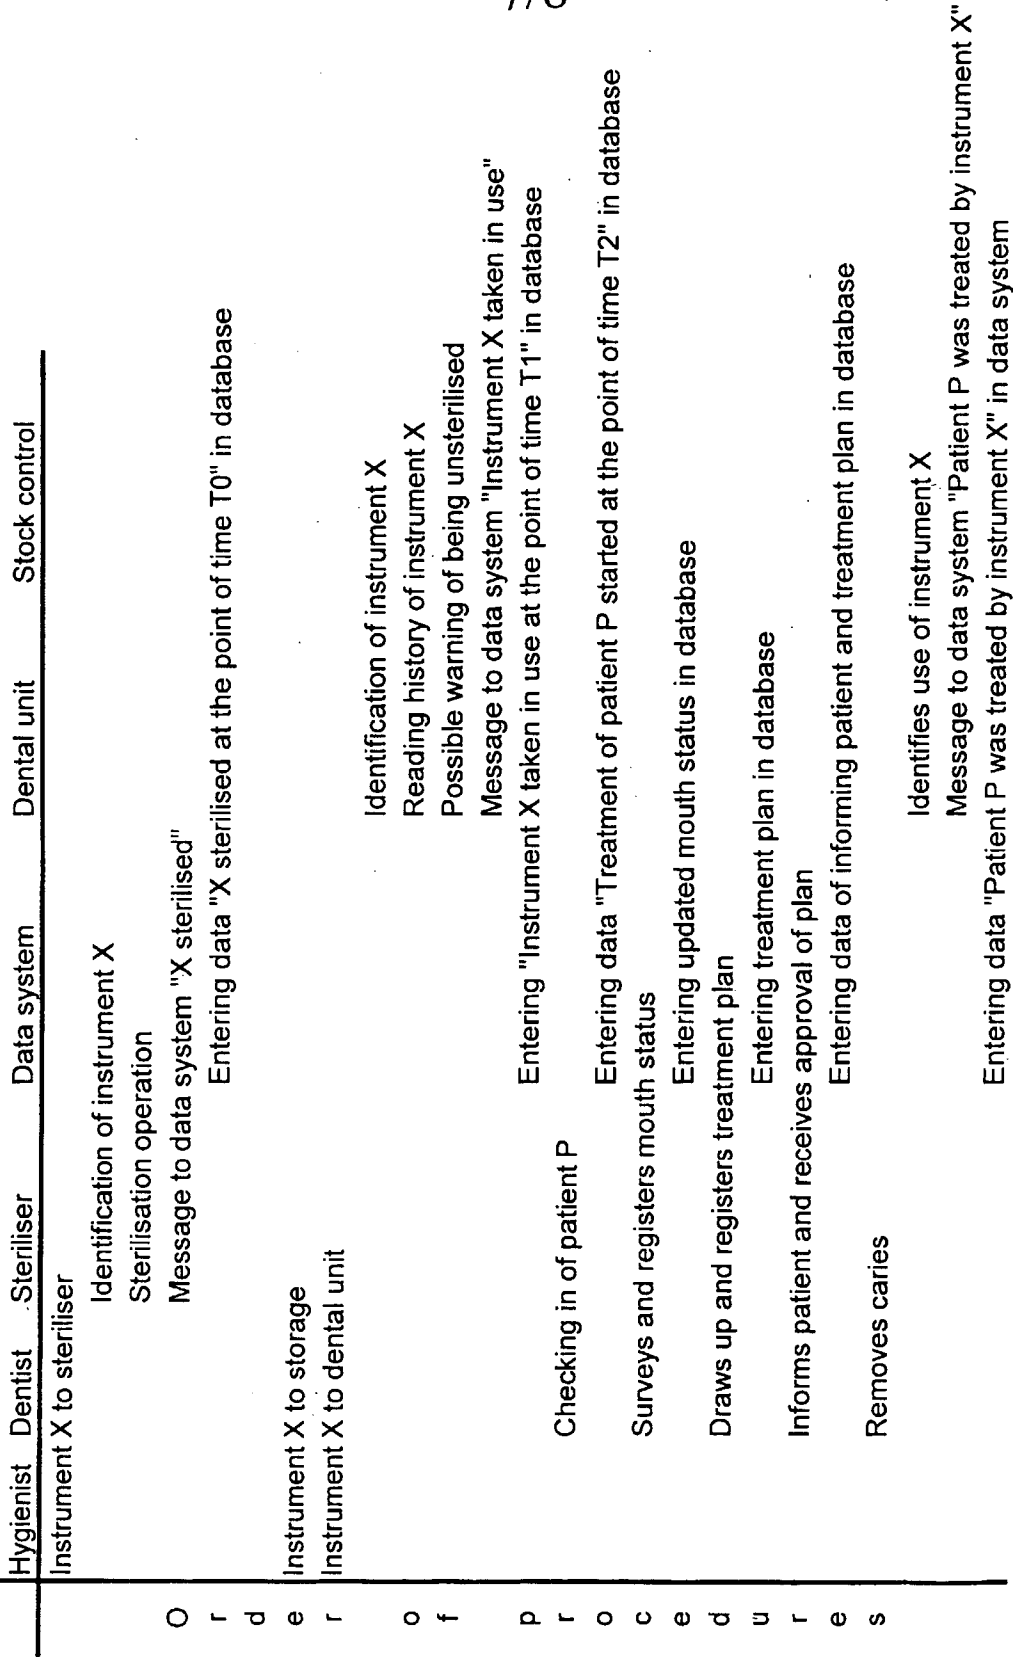 7/8
Hygienist Dentist Steriliser Data system Dental unit Stock control
Instrument X to steriliser
Identification of instrument X
Sterilisation operation
Message to data system "X sterilised"
Entering data "X sterilised at the point of time T0" in database
Instrument X to storage
Instrument X to dental unit
Identification of instrument X
Reading history of instrument X
Possible warning of being unsterilised
Message to data system "Instrument X taken in use"
Entering "Instrument X taken in use at the point of time T1" in database
Checking in of patient P
Entering data "Treatment of patient P started at the point of time T2" in database
Surveys and registers mouth status
Entering updated mouth status in database
Draws up and registers treatment plan
Entering treatment plan in database
Informs patient and receives approval of plan
Entering data of informing patient and treatment plan in database
Removes caries
Identifies use of instrument X
Message to data system "Patient P was treated by instrument X"
Entering data "Patient P was treated by instrument X" in data system
Order of procedures